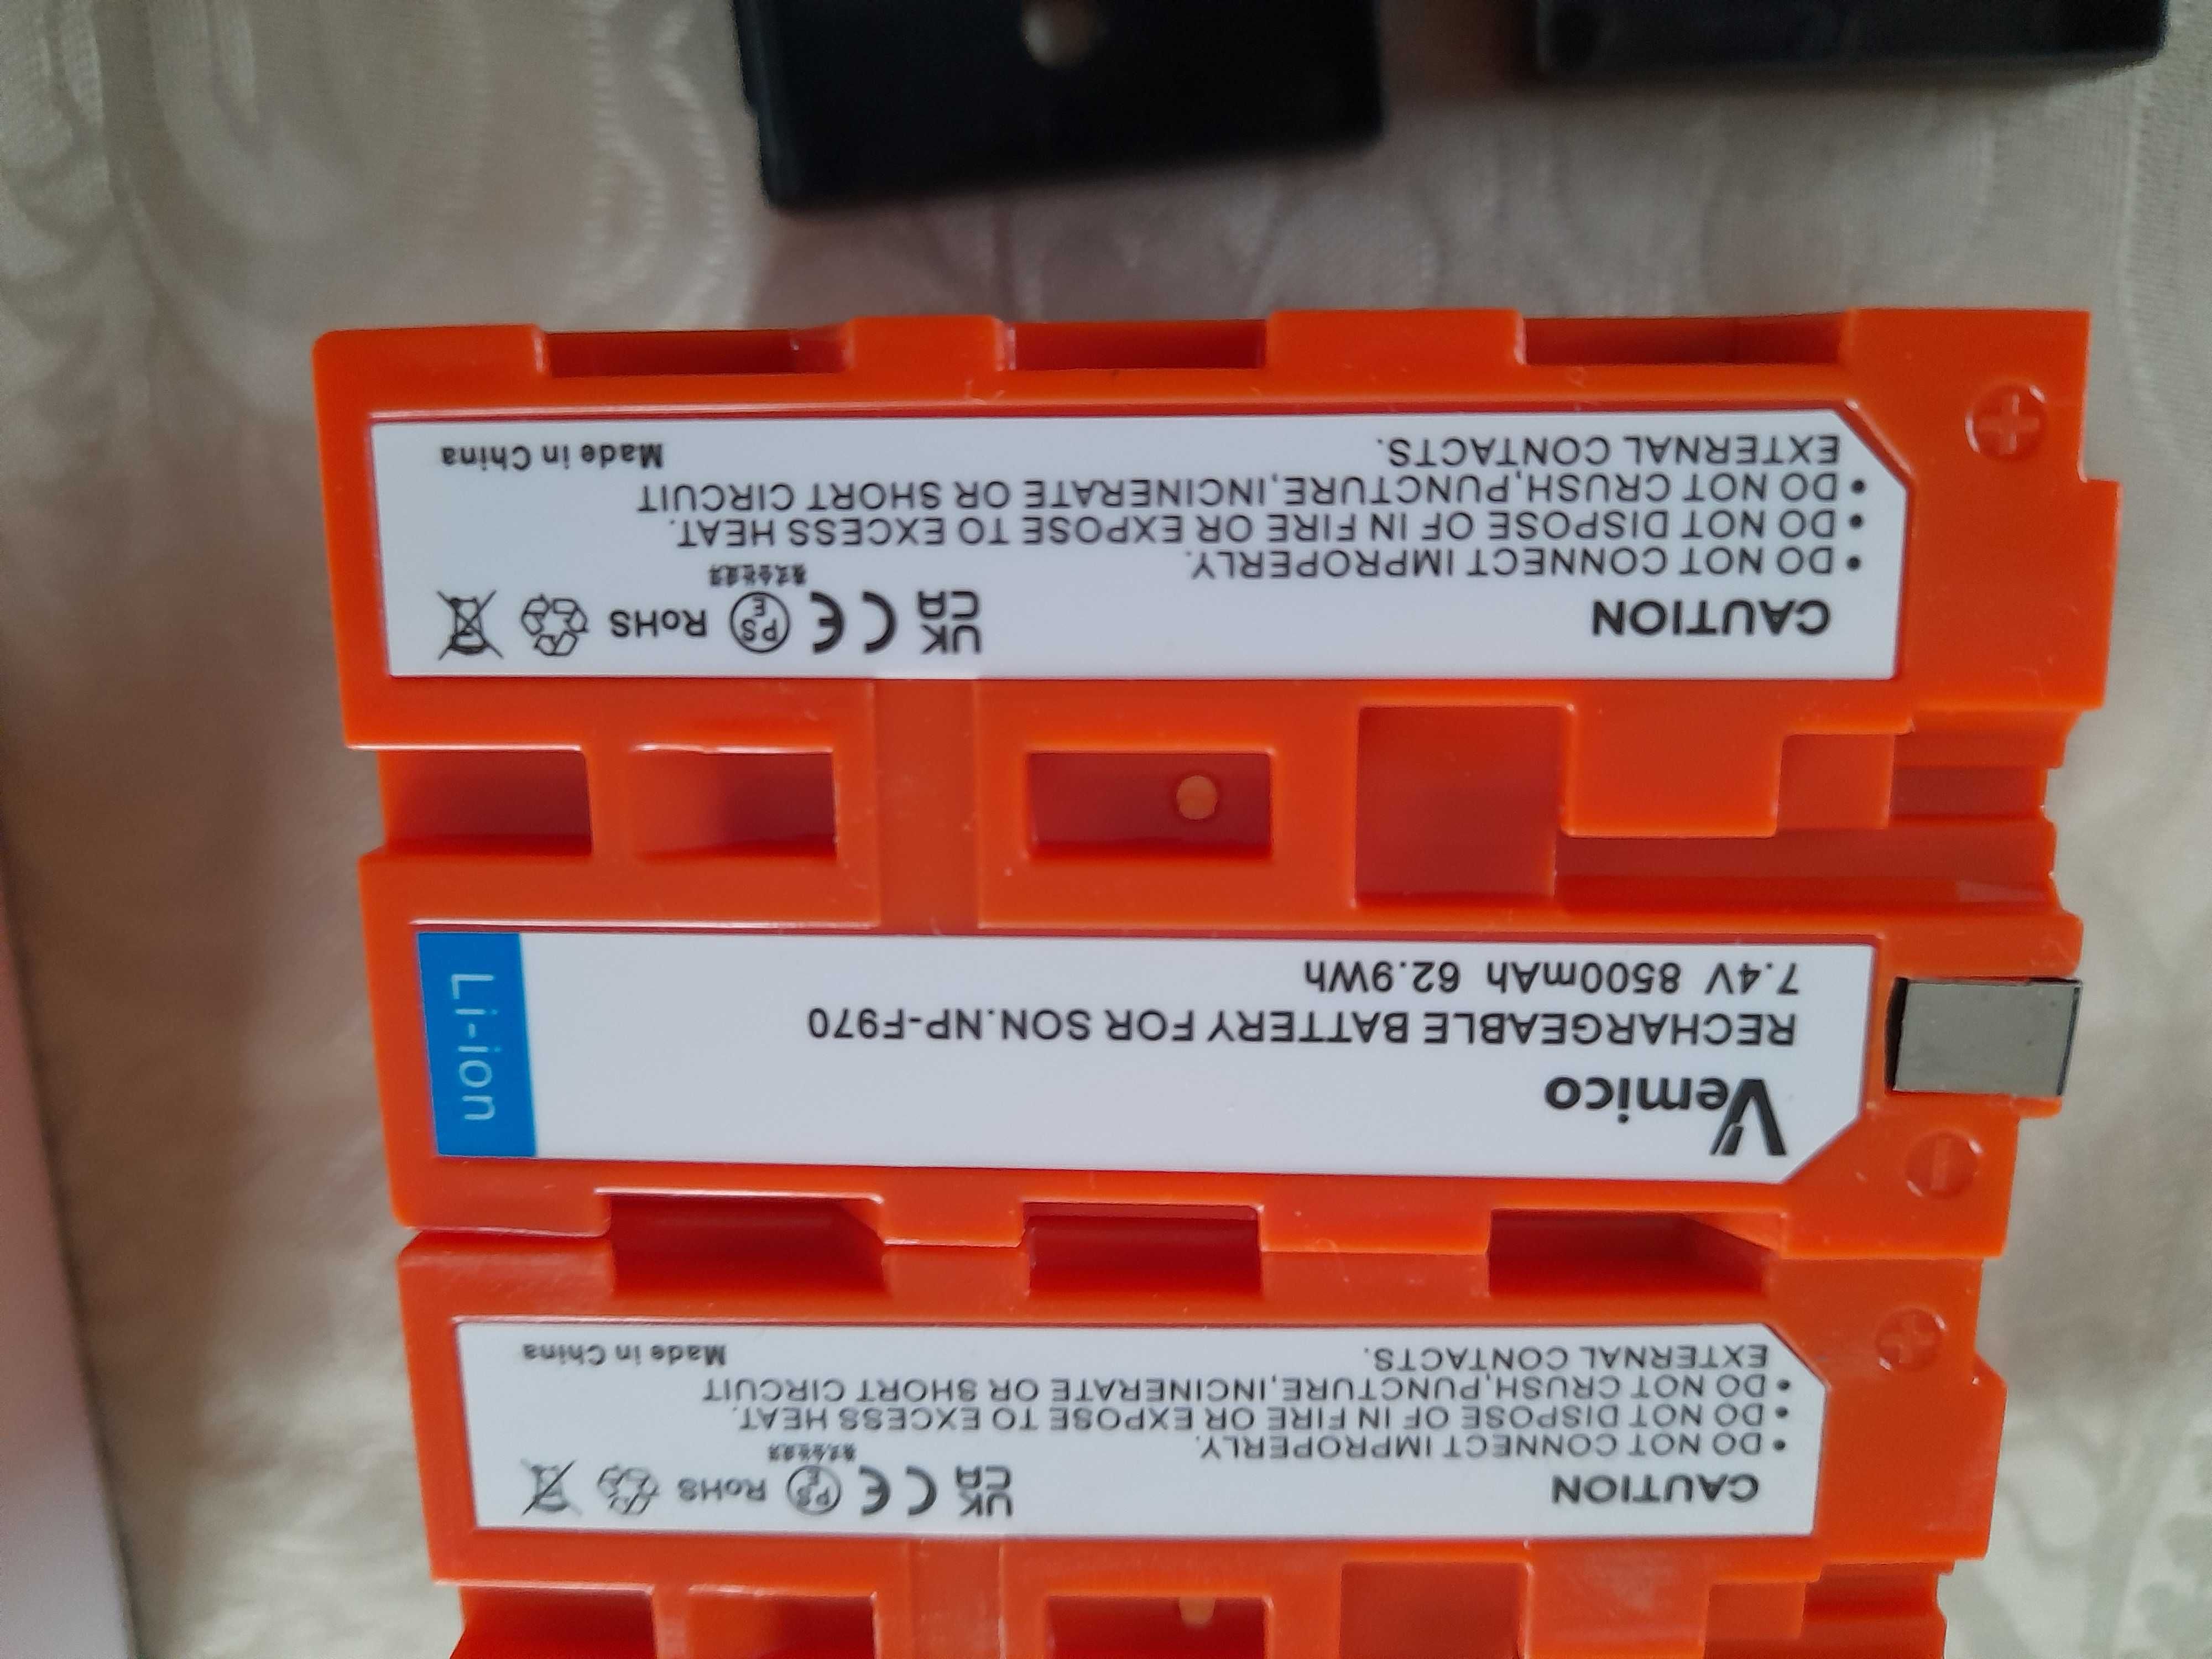 Vemico
RECHARGEABLE BATTERY FOR SON.NP-F970
7.4V 8500mAh 62.9Wh
Li-ion
CAUTION
UK
CA
CE
PS
E
RoHS
• DO NOT CONNECT IMPROPERLY.
• DO NOT DISPOSE OF IN FIRE OR EXPOSE TO EXCESS HEAT.
• DO NOT CRUSH,PUNCTURE,INCINERATE OR SHORT CIRCUIT
EXTERNAL CONTACTS.
Made in China
CAUTION
UK
CA
CE
PS
E
RoHS
• DO NOT CONNECT IMPROPERLY.
• DO NOT DISPOSE OF IN FIRE OR EXPOSE TO EXCESS HEAT.
• DO NOT CRUSH,PUNCTURE,INCINERATE OR SHORT CIRCUIT
EXTERNAL CONTACTS.
Made in China